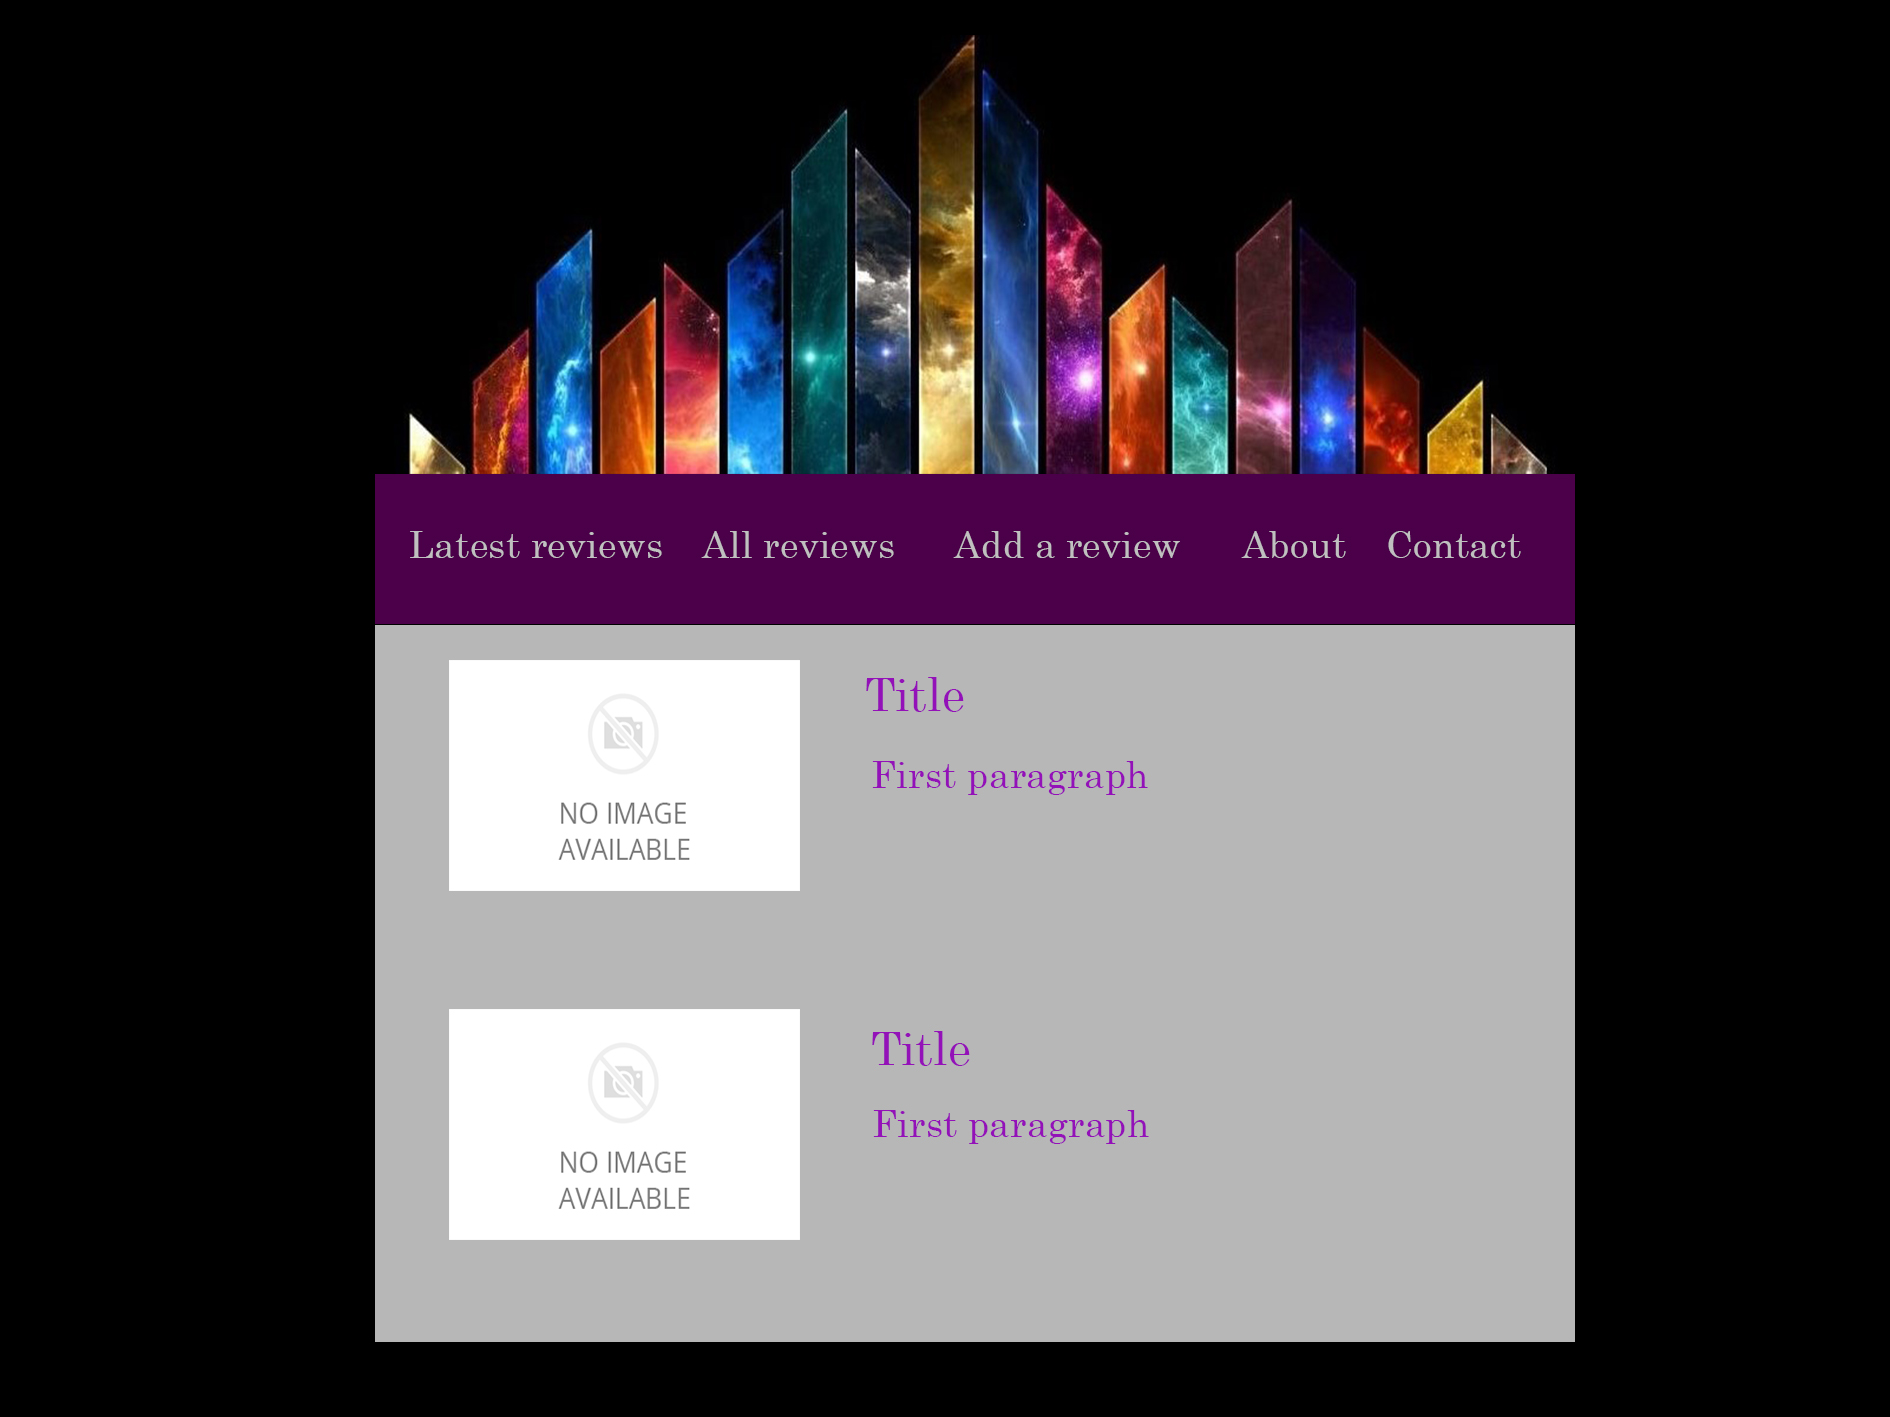 Latest reviews All reviews Add a review About Contact
Title
First paragraph
NO IMAGE
AVAILABLE
Title
First paragraph
NO IMAGE
AVAILABLE